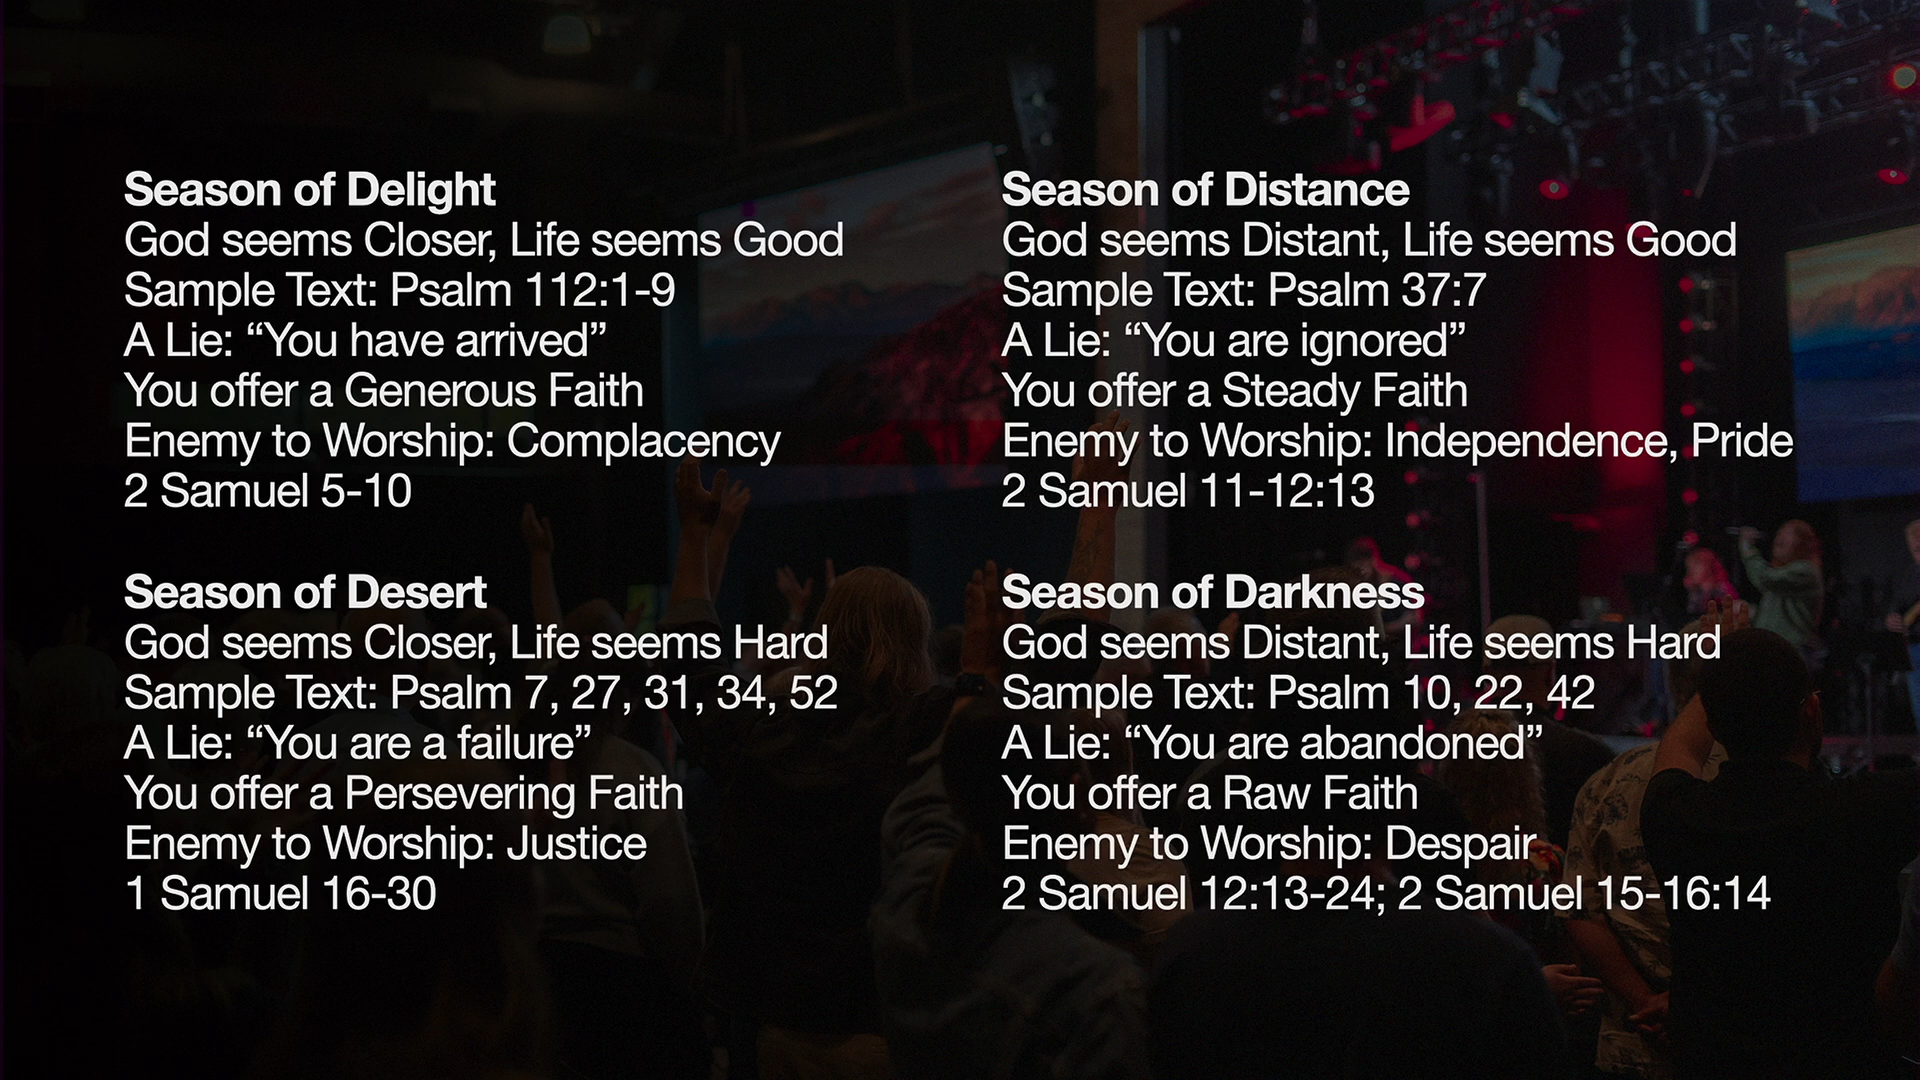 Season of Delight
God seems Closer, Life seems Good
Sample Text: Psalm 112:1-9
A Lie: “You have arrived”
You offer a Generous Faith
Enemy to Worship: Complacency
2 Samuel 5-10
Season of Distance
God seems Distant, Life seems Good
Sample Text: Psalm 37:7
A Lie: “You are ignored”
You offer a Steady Faith
Enemy to Worship: Independence, Pride
2 Samuel 11-12:13
Season of Desert
God seems Closer, Life seems Hard
Sample Text: Psalm 7, 27, 31, 34, 52
A Lie: “You are a failure”
You offer a Persevering Faith
Enemy to Worship: Justice
1 Samuel 16-30
Season of Darkness
God seems Distant, Life seems Hard
Sample Text: Psalm 10, 22, 42
A Lie: “You are abandoned”
You offer a Raw Faith
Enemy to Worship: Despair
2 Samuel 12:13-24; 2 Samuel 15-16:14